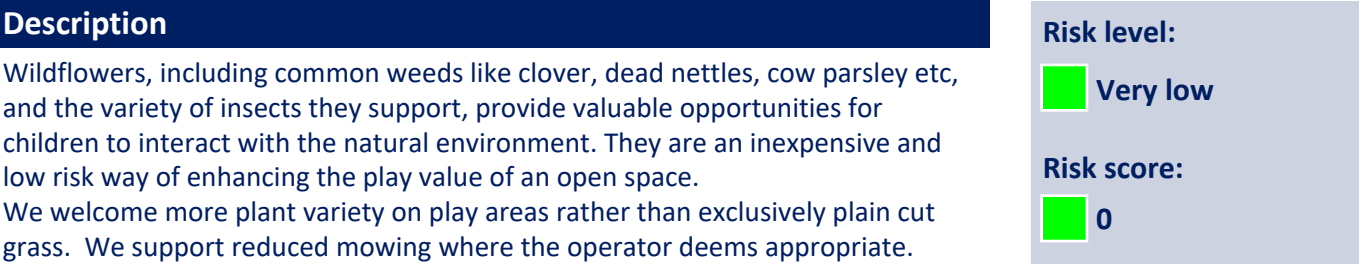 Description
Wildflowers, including common weeds like clover, dead nettles, cow parsley etc,
and the variety of insects they support, provide valuable opportunities for
children to interact with the natural environment. They are an inexpensive and
low risk way of enhancing the play value of an open space.
We welcome more plant variety on play areas rather than exclusively plain cut
grass.  We support reduced mowing where the operator deems appropriate.
Risk level:
Very low
Risk score:
0